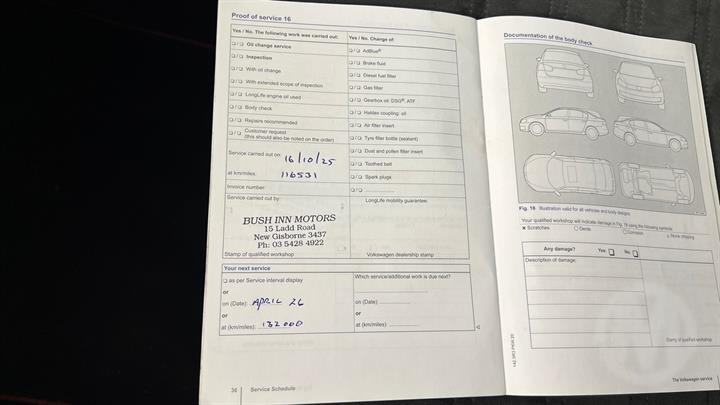 Proof of service 16
Yes / No. The following work was carried out:
❑ / ❑ Oil change service
❑ / ❑ Inspection
❑ / ❑ With oil change
❑ / ❑ With extended scope of inspection
❑ / ❑ LongLife engine oil used
❑ / ❑ Body check
❑ / ❑ Repairs recommended
❑ / ❑ Customer request
(this should also be noted on the order)
Service carried out on: 16/10/25
at km/miles: 116531
Invoice number:
Service carried out by:
BUSH INN MOTORS
15 Ladd Road
New Gisborne 3437
Ph: 03 5428 4922
Stamp of qualified workshop
Yes / No. Change of:
❑ / ❑ AdBlue®
❑ / ❑ Brake fluid
❑ / ❑ Diesel fuel filter
❑ / ❑ Gas filter
❑ / ❑ Gearbox oil: DSG®, ATF
❑ / ❑ Haldex coupling: oil
❑ / ❑ Air filter insert
❑ / ❑ Tyre filler bottle (sealant)
❑ / ❑ Dust and pollen filter insert
❑ / ❑ Toothed belt
❑ / ❑ Spark plugs
❑ / ❑
LongLife mobility guarantee:
Volkswagen dealership stamp
Your next service
❑ as per Service interval display
or
on (Date): APRIL 26
or
at (km/miles): 132000
Which service/additional work is due next?
on (Date):
or
at (km/miles):
36 Service Schedule
Documentation of the body check
Fig. 18 Illustration valid for all vehicles and body designs
Your qualified workshop will indicate damage in Fig. 18 using the following symbols:
× Scratches ○ Dents □ Corrosion △ Stone chipping
Any damage? Yes: ❑ No: ❑
Description of damage:
Stamp of qualified workshop
The Volkswagen service